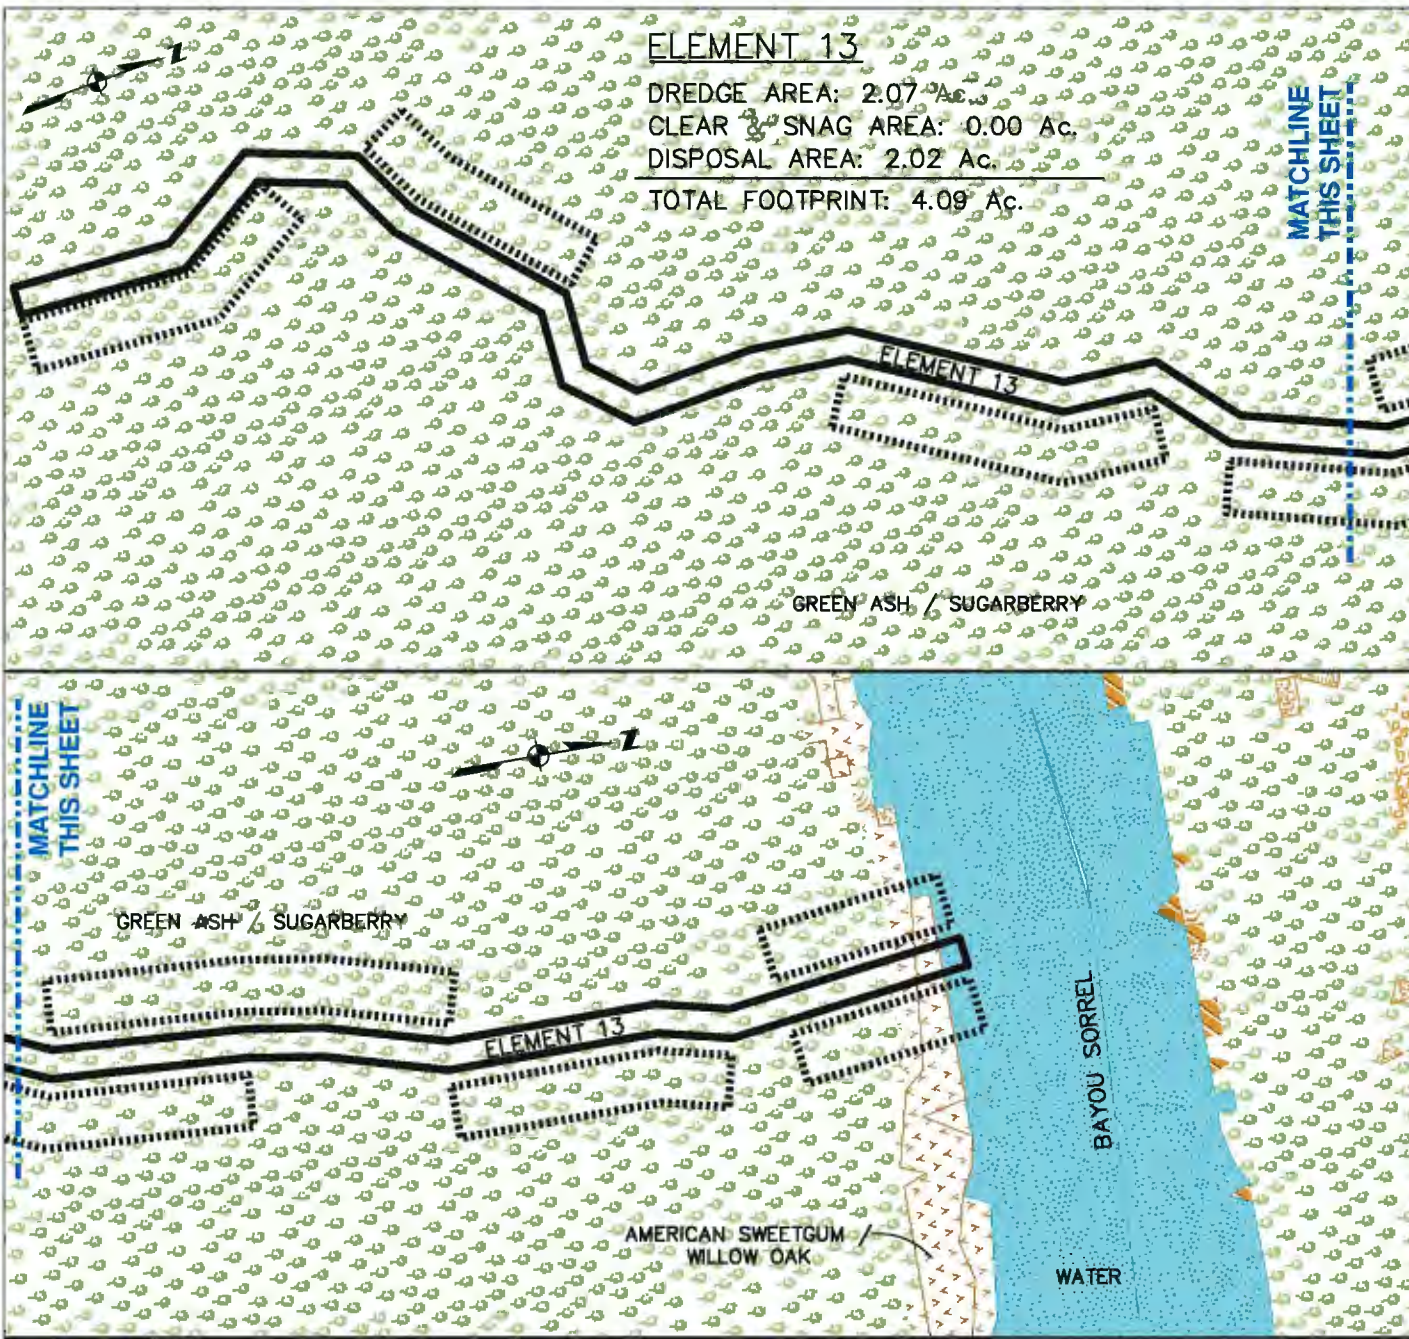 Z
ELEMENT 13
DREDGE AREA: 2.07 Ac.
CLEAR & SNAG AREA: 0.00 Ac.
DISPOSAL AREA: 2.02 Ac.
TOTAL FOOTPRINT: 4.09 Ac.
MATCHLINE
THIS SHEET
ELEMENT 13
GREEN ASH / SUGARBERRY
MATCHLINE
THIS SHEET
Z
GREEN ASH / SUGARBERRY
ELEMENT 13
BAYOU SORREL
AMERICAN SWEETGUM /
WILLOW OAK
WATER